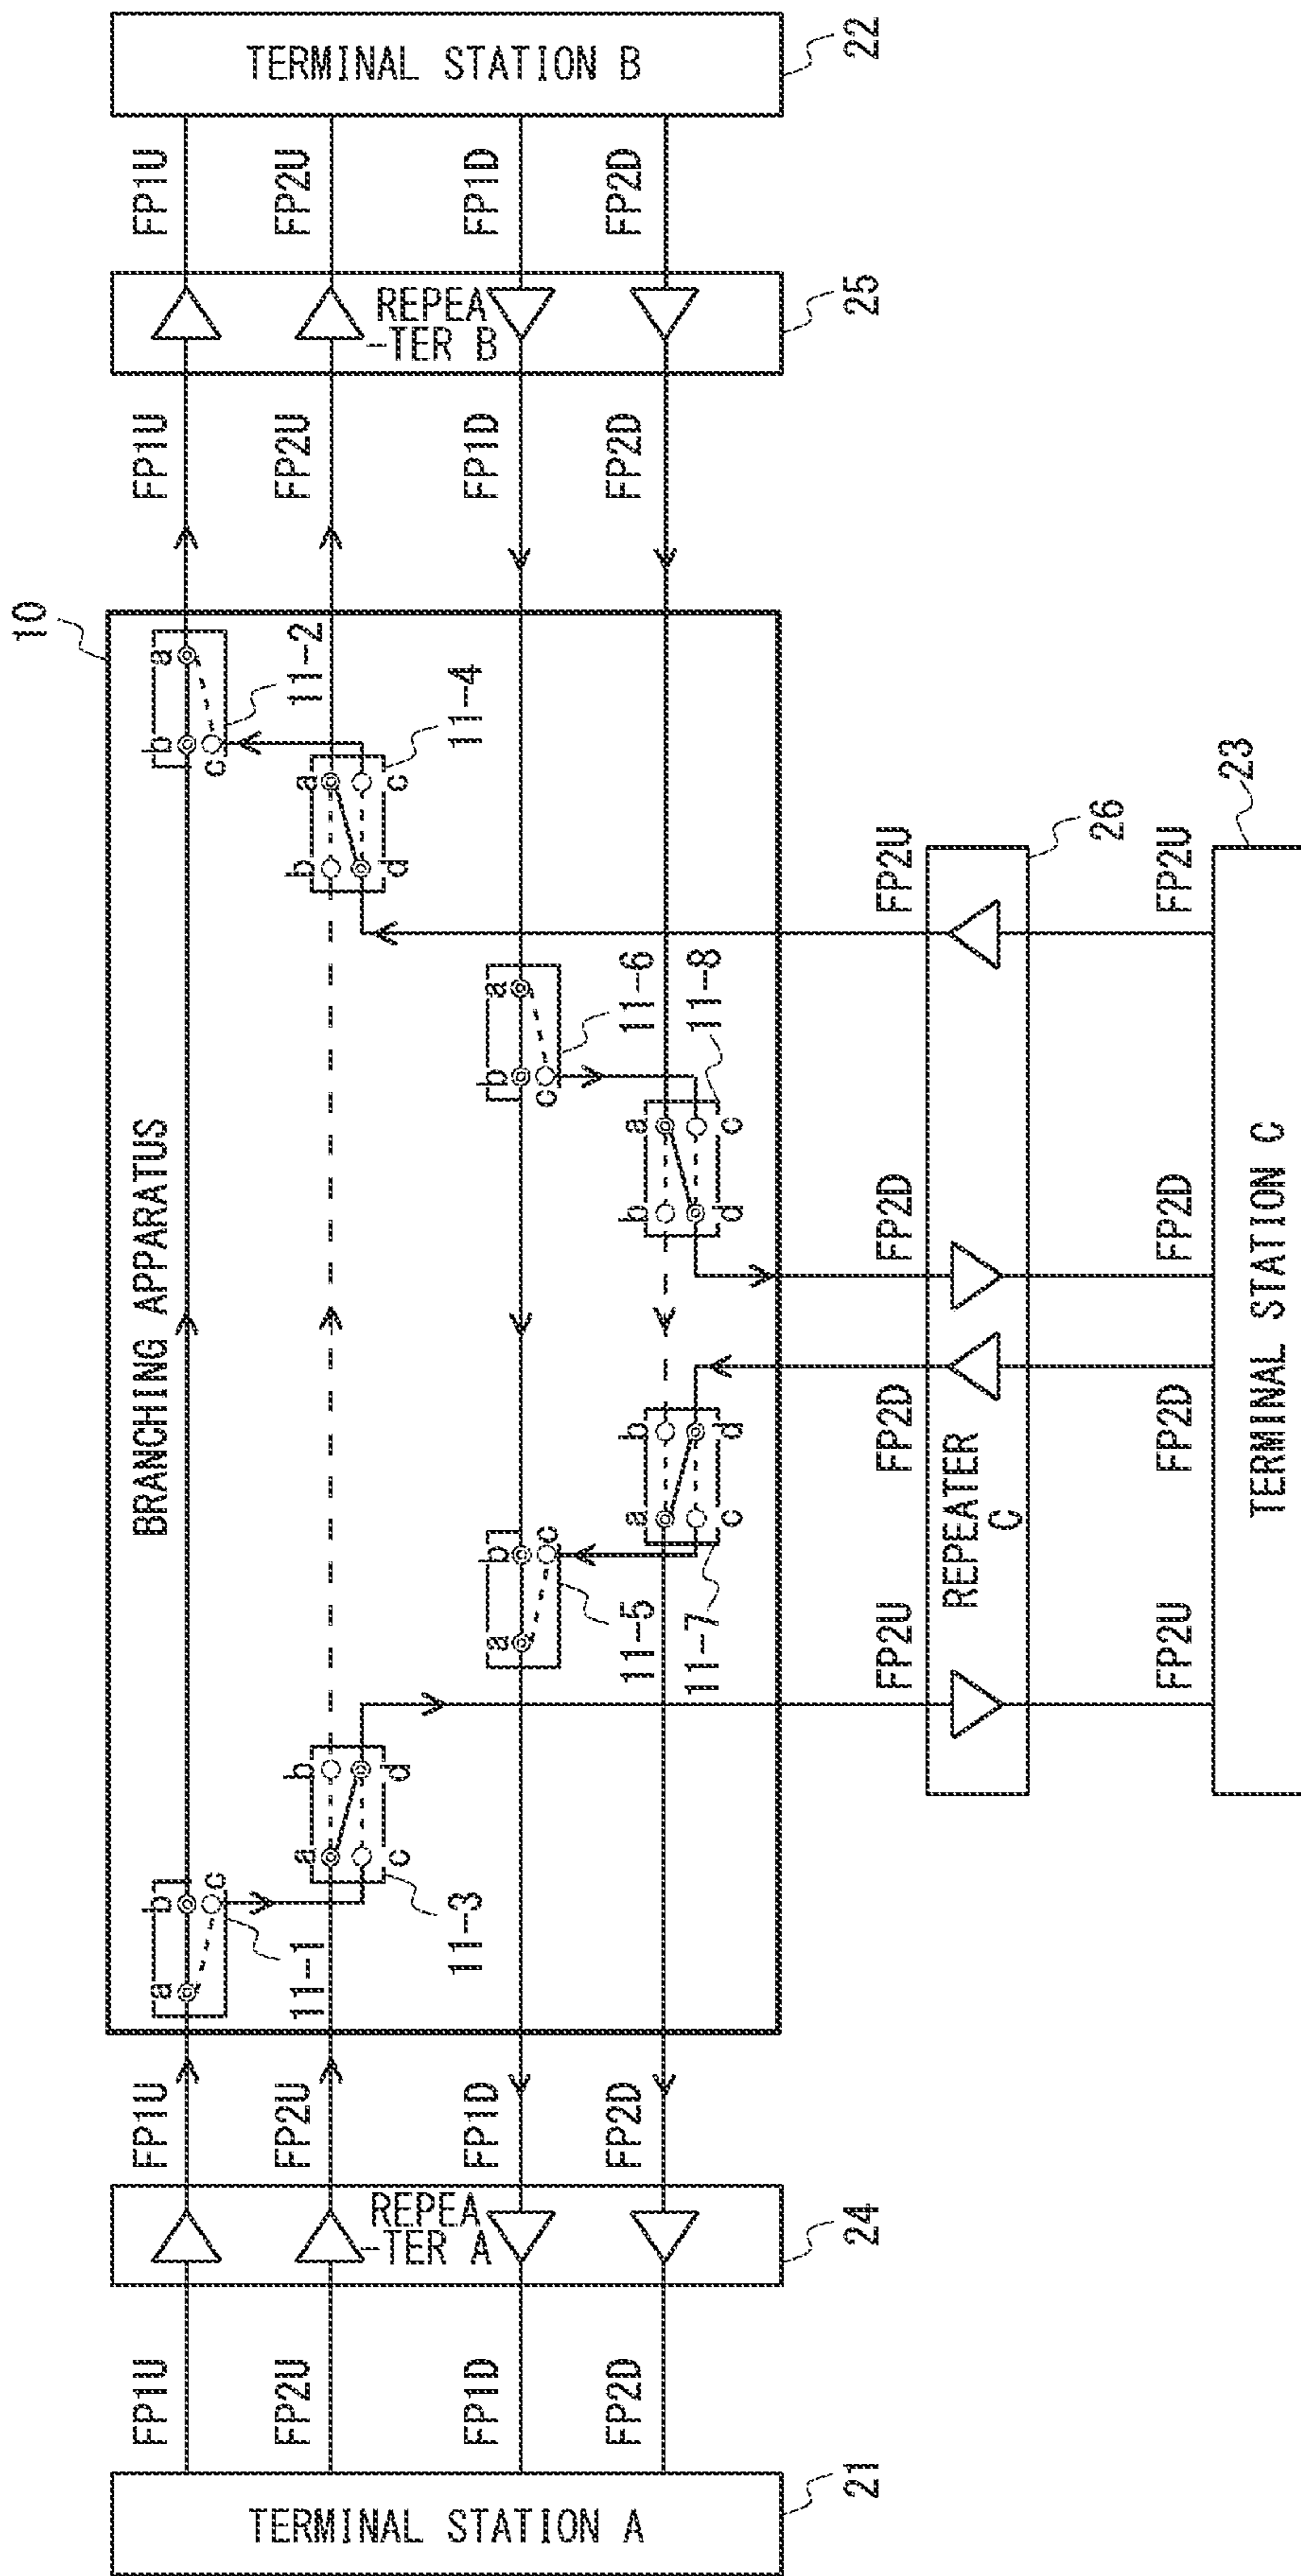 10
BRANCHING APPARATUS
TERMINAL STATION A
21
FP1U
FP2U
FP1D
FP2D
REPEA
-TER A
24
FP1U
FP2U
FP1D
FP2D
a
b
c
11-1
a
b
c
d
11-3
b
a
c
11-2
b
a
d
c
11-4
a
b
c
11-5
a
b
c
d
11-7
b
a
c
11-6
b
a
d
c
11-8
FP1U
FP2U
FP1D
FP2D
REPEA
-TER B
25
FP1U
FP2U
FP1D
FP2D
TERMINAL STATION B
22
FP2U
FP2D
FP2D
FP2U
REPEATER
C
26
FP2U
FP2D
FP2D
FP2U
TERMINAL STATION C
23